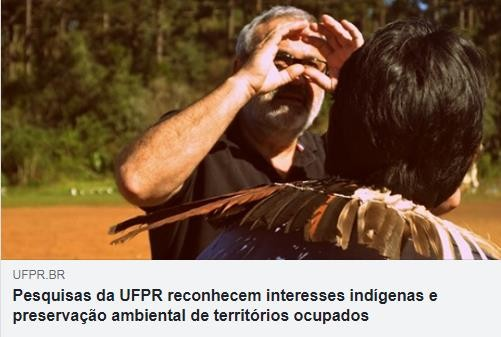 UFPR.BR
Pesquisas da UFPR reconhecem interesses indígenas e
preservação ambiental de territórios ocupados